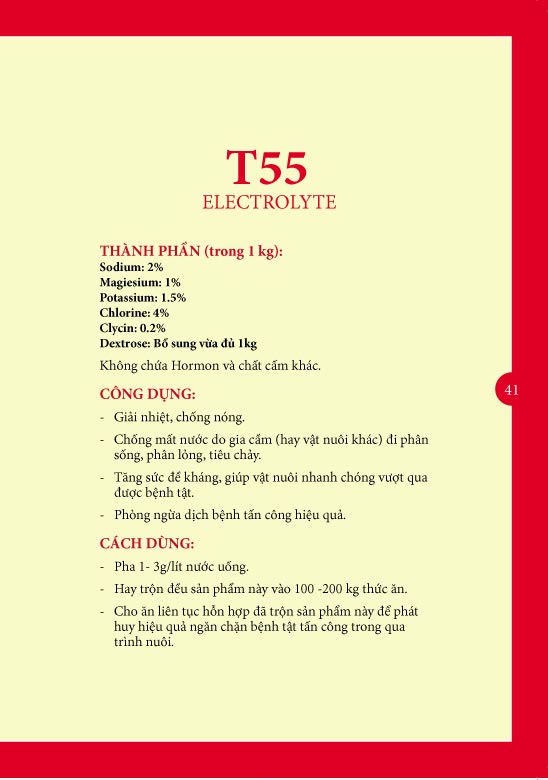 T55
ELECTROLYTE
THÀNH PHẦN (trong 1 kg):
Sodium: 2%
Magiesium: 1%
Potassium: 1.5%
Chlorine: 4%
Clycin: 0.2%
Dextrose: Bổ sung vừa đủ 1kg
Không chứa Hormon và chất cấm khác.
CÔNG DỤNG:
41
- Giải nhiệt, chống nóng.
- Chống mất nước do gia cầm (hay vật nuôi khác) đi phân
sống, phân lỏng, tiêu chảy.
- Tăng sức đề kháng, giúp vật nuôi nhanh chóng vượt qua
được bệnh tật.
- Phòng ngừa dịch bệnh tấn công hiệu quả.
CÁCH DÙNG:
- Pha 1- 3g/lít nước uống.
- Hay trộn đều sản phẩm này vào 100 -200 kg thức ăn.
- Cho ăn liên tục hỗn hợp đã trộn sản phẩm này để phát
huy hiệu quả ngăn chặn bệnh tật tấn công trong quá
trình nuôi.